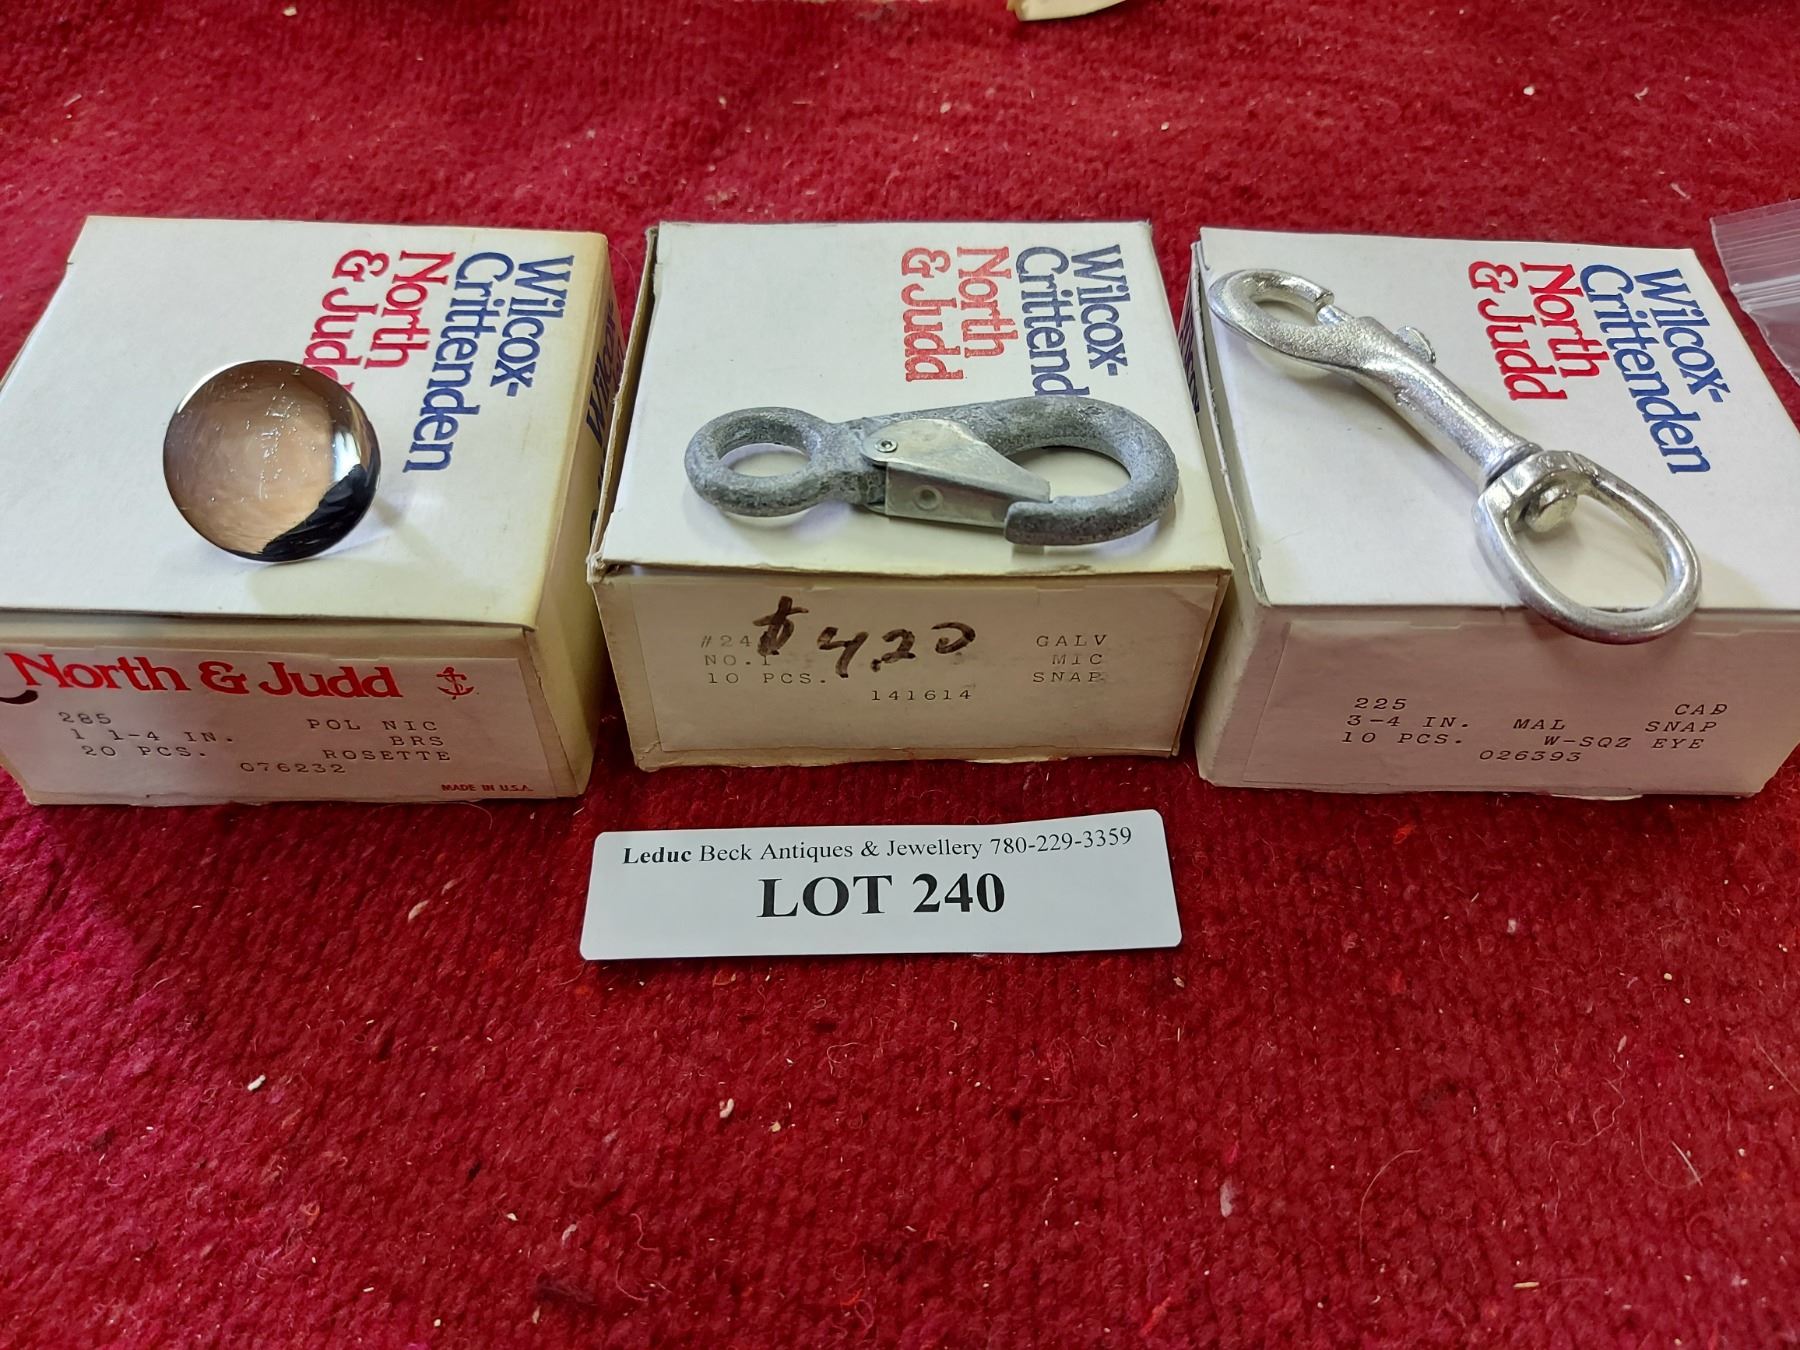 Wilcox-
Crittenden
North
& Judd
Wilcox-
Crittenden
North
& Judd
Wilcox-
Crittenden
North
& Judd
North & Judd
285 POL NIC
1 1-4 IN. BRS
20 PCS. ROSETTE
076232
MADE IN U.S.A.
$4.20
#24 GALV
NO.1 MIC
10 PCS. SNAP
141614
225 CAD
3-4 IN. MAL SNAP
10 PCS. W-SQZ EYE
026393
Leduc Beck Antiques & Jewellery 780-229-3359
LOT 240